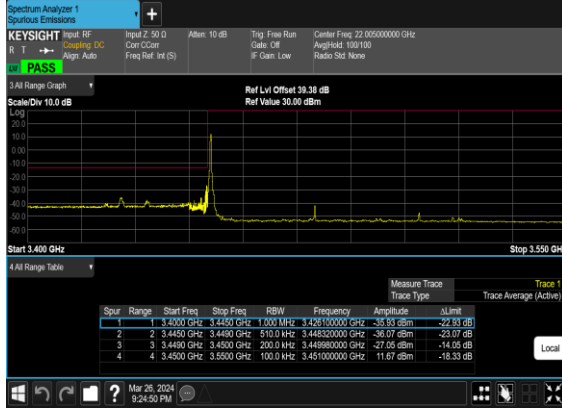 Spectrum Analyzer 1
Spurious Emissions
+
KEYSIGHT Input: RF Input Z: 50 Ω Atten: 10 dB Trig: Free Run Center Freq: 22.005000000 GHz
R T Coupling: DC Corr CCorr Gate: Off Avg|Hold: 100/100
Align: Auto Freq Ref: Int (S) IF Gain: Low Radio Std: None
PASS
3 All Range Graph
Ref Lvl Offset 39.38 dB
Scale/Div 10.0 dB Ref Value 30.00 dBm
Log
20.0
10.0
0.00
-10.0
-20.0
-30.0
-40.0
-50.0
-60.0
Start 3.400 GHz Stop 3.550 GH
4 All Range Table
Measure Trace Trace 1
Trace Type Trace Average (Active)
Spur Range Start Freq Stop Freq RBW Frequency Amplitude ΔLimit
1 1 3.4000 GHz 3.4450 GHz 1.000 MHz 3.426100000 GHz -35.93 dBm -22.93 dB
2 2 3.4450 GHz 3.4490 GHz 510.0 kHz 3.448320000 GHz -36.07 dBm -23.07 dB
3 3 3.4490 GHz 3.4500 GHz 200.0 kHz 3.449980000 GHz -27.05 dBm -14.05 dB
4 4 3.4500 GHz 3.5500 GHz 100.0 kHz 3.451000000 GHz 11.67 dBm -18.33 dB
Local
?
Mar 26, 2024
9:24:50 PM